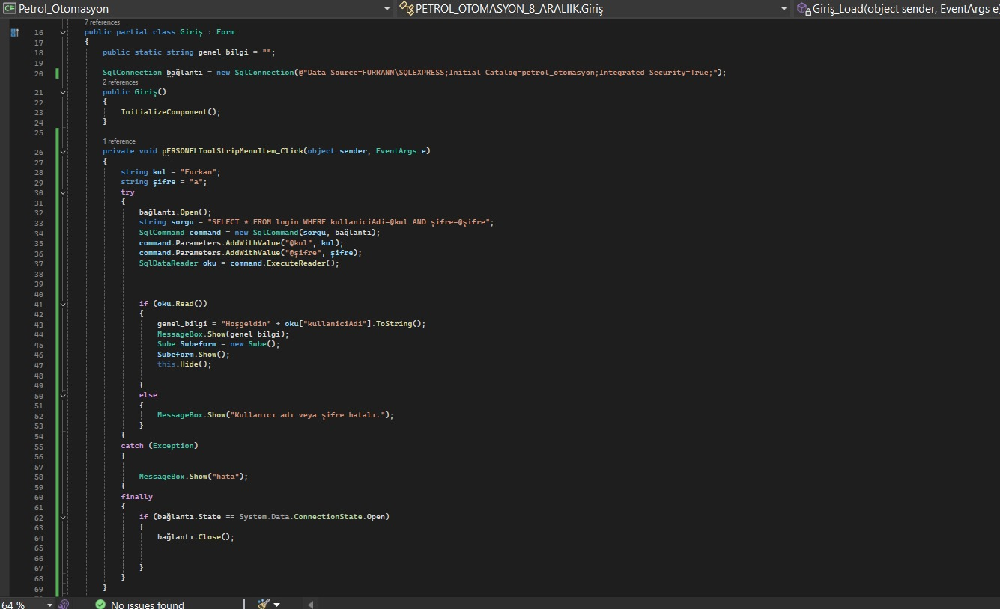 C# Petrol_Otomasyon PETROL_OTOMASYON_8_ARALIIK.Giriş Giriş_Load(object sender, EventArgs e)
7 references
16 public partial class Giriş : Form
17 {
18 public static string genel_bilgi = "";
19
20 SqlConnection bağlantı = new SqlConnection(@"Data Source=FURKANN\SQLEXPRESS;Initial Catalog=petrol_otomasyon;Integrated Security=True;");
2 references
21 public Giriş()
22 {
23 InitializeComponent();
24 }
25
1 reference
26 private void pERSONELToolStripMenuItem_Click(object sender, EventArgs e)
27 {
28 string kul = "Furkan";
29 string şifre = "a";
30 try
31 {
32 bağlantı.Open();
33 string sorgu = "SELECT * FROM login WHERE kullaniciAdi=@kul AND şifre=@şifre";
34 SqlCommand command = new SqlCommand(sorgu, bağlantı);
35 command.Parameters.AddWithValue("@kul", kul);
36 command.Parameters.AddWithValue("@şifre", şifre);
37 SqlDataReader oku = command.ExecuteReader();
38
39
40
41 if (oku.Read())
42 {
43 genel_bilgi = "Hoşgeldin" + oku["kullaniciAdi"].ToString();
44 MessageBox.Show(genel_bilgi);
45 Sube Subeform = new Sube();
46 Subeform.Show();
47 this.Hide();
48
49 }
50 else
51 {
52 MessageBox.Show("Kullanıcı adı veya şifre hatalı.");
53 }
54 }
55 catch (Exception)
56 {
57
58 MessageBox.Show("hata");
59 }
60 finally
61 {
62 if (bağlantı.State == System.Data.ConnectionState.Open)
63 {
64 bağlantı.Close();
65
66
67 }
68 }
69 }
64 % No issues found